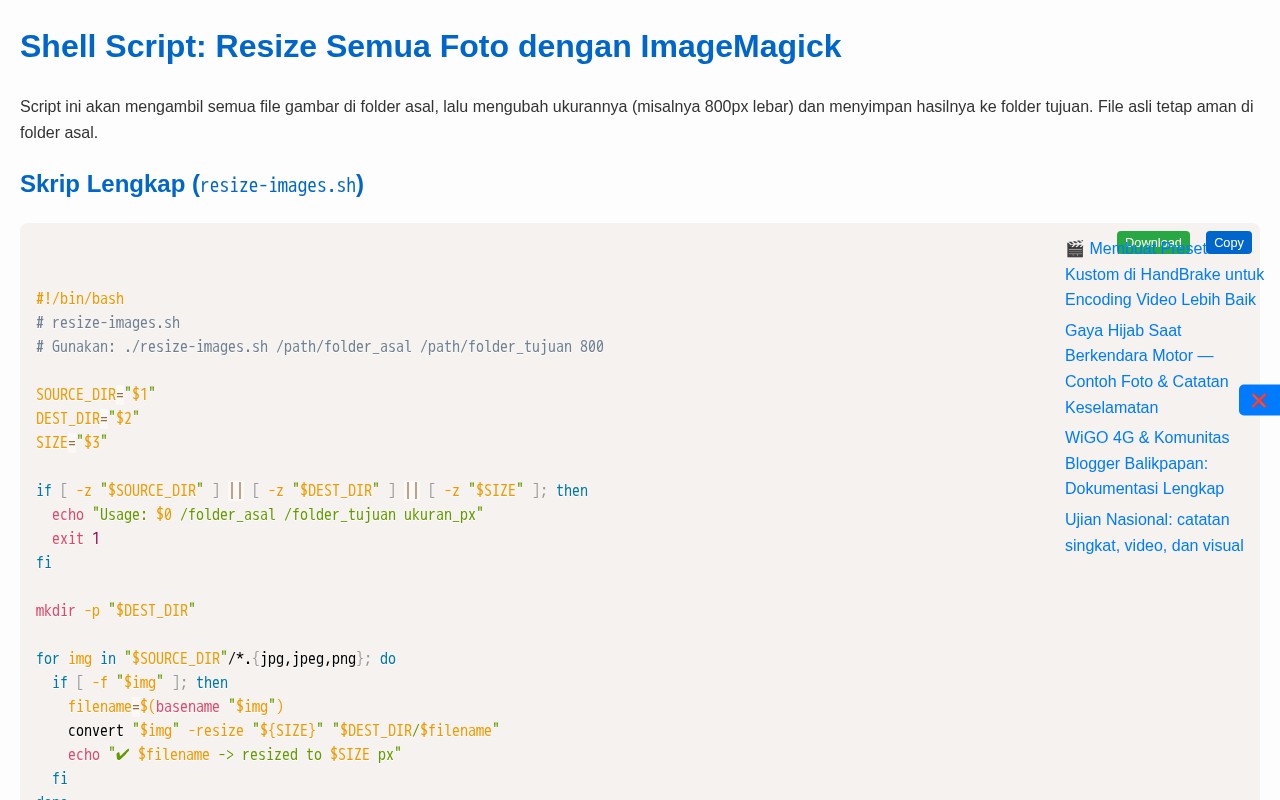 Shell Script: Resize Semua Foto dengan ImageMagick
Script ini akan mengambil semua file gambar di folder asal, lalu mengubah ukurannya (misalnya 800px lebar) dan menyimpan hasilnya ke folder tujuan. File asli tetap aman di
folder asal.
Skrip Lengkap (resize-images.sh)
Download
Copy
#!/bin/bash
# resize-images.sh
# Gunakan: ./resize-images.sh /path/folder_asal /path/folder_tujuan 800
SOURCE_DIR="$1"
DEST_DIR="$2"
SIZE="$3"
if [ -z "$SOURCE_DIR" ] || [ -z "$DEST_DIR" ] || [ -z "$SIZE" ]; then
  echo "Usage: $0 /folder_asal /folder_tujuan ukuran_px"
  exit 1
fi
mkdir -p "$DEST_DIR"
for img in "$SOURCE_DIR"/*.{jpg,jpeg,png}; do
  if [ -f "$img" ]; then
    filename=$(basename "$img")
    convert "$img" -resize "${SIZE}" "$DEST_DIR/$filename"
    echo "✔ $filename -> resized to $SIZE px"
  fi
🎬 Membuat Preset
Kustom di HandBrake untuk
Encoding Video Lebih Baik
Gaya Hijab Saat
Berkendara Motor —
Contoh Foto & Catatan
Keselamatan
WiGO 4G & Komunitas
Blogger Balikpapan:
Dokumentasi Lengkap
Ujian Nasional: catatan
singkat, video, dan visual
❌